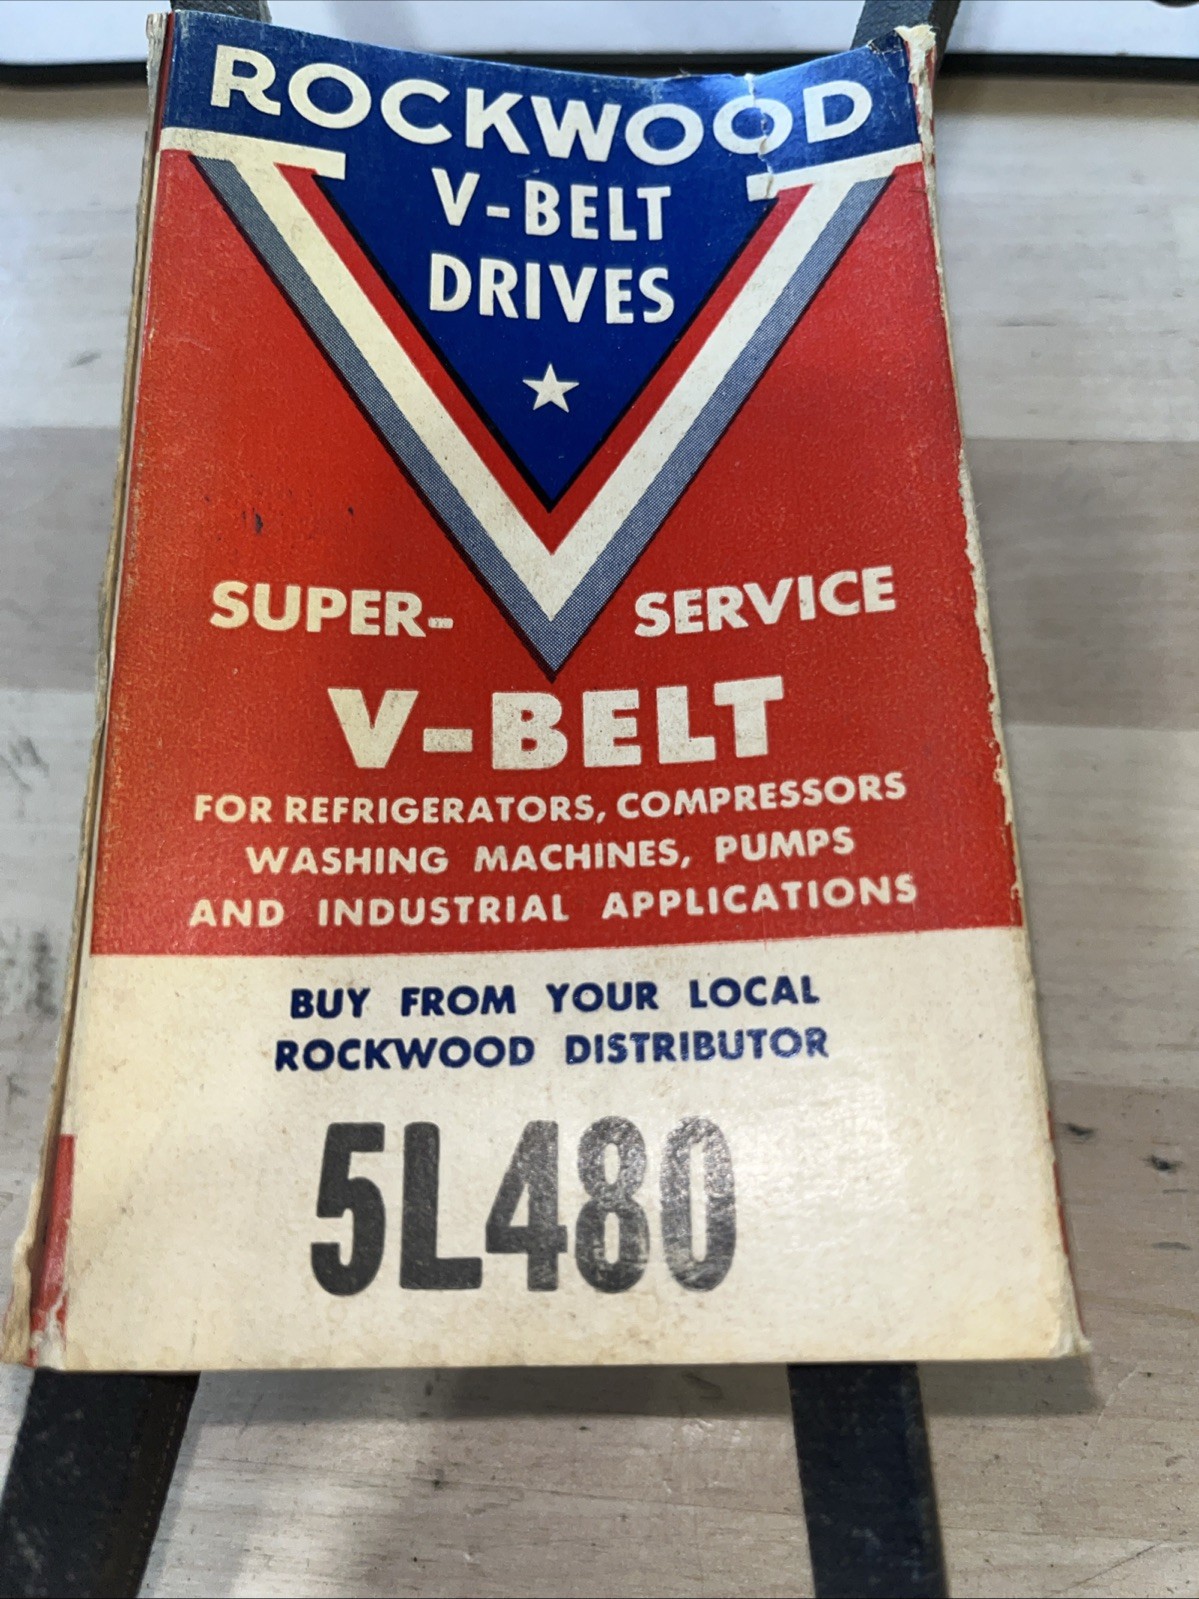 ROCKWOOD
V-BELT
DRIVES
SUPER- SERVICE
V-BELT
FOR REFRIGERATORS, COMPRESSORS
WASHING MACHINES, PUMPS
AND INDUSTRIAL APPLICATIONS
BUY FROM YOUR LOCAL
ROCKWOOD DISTRIBUTOR
5L480